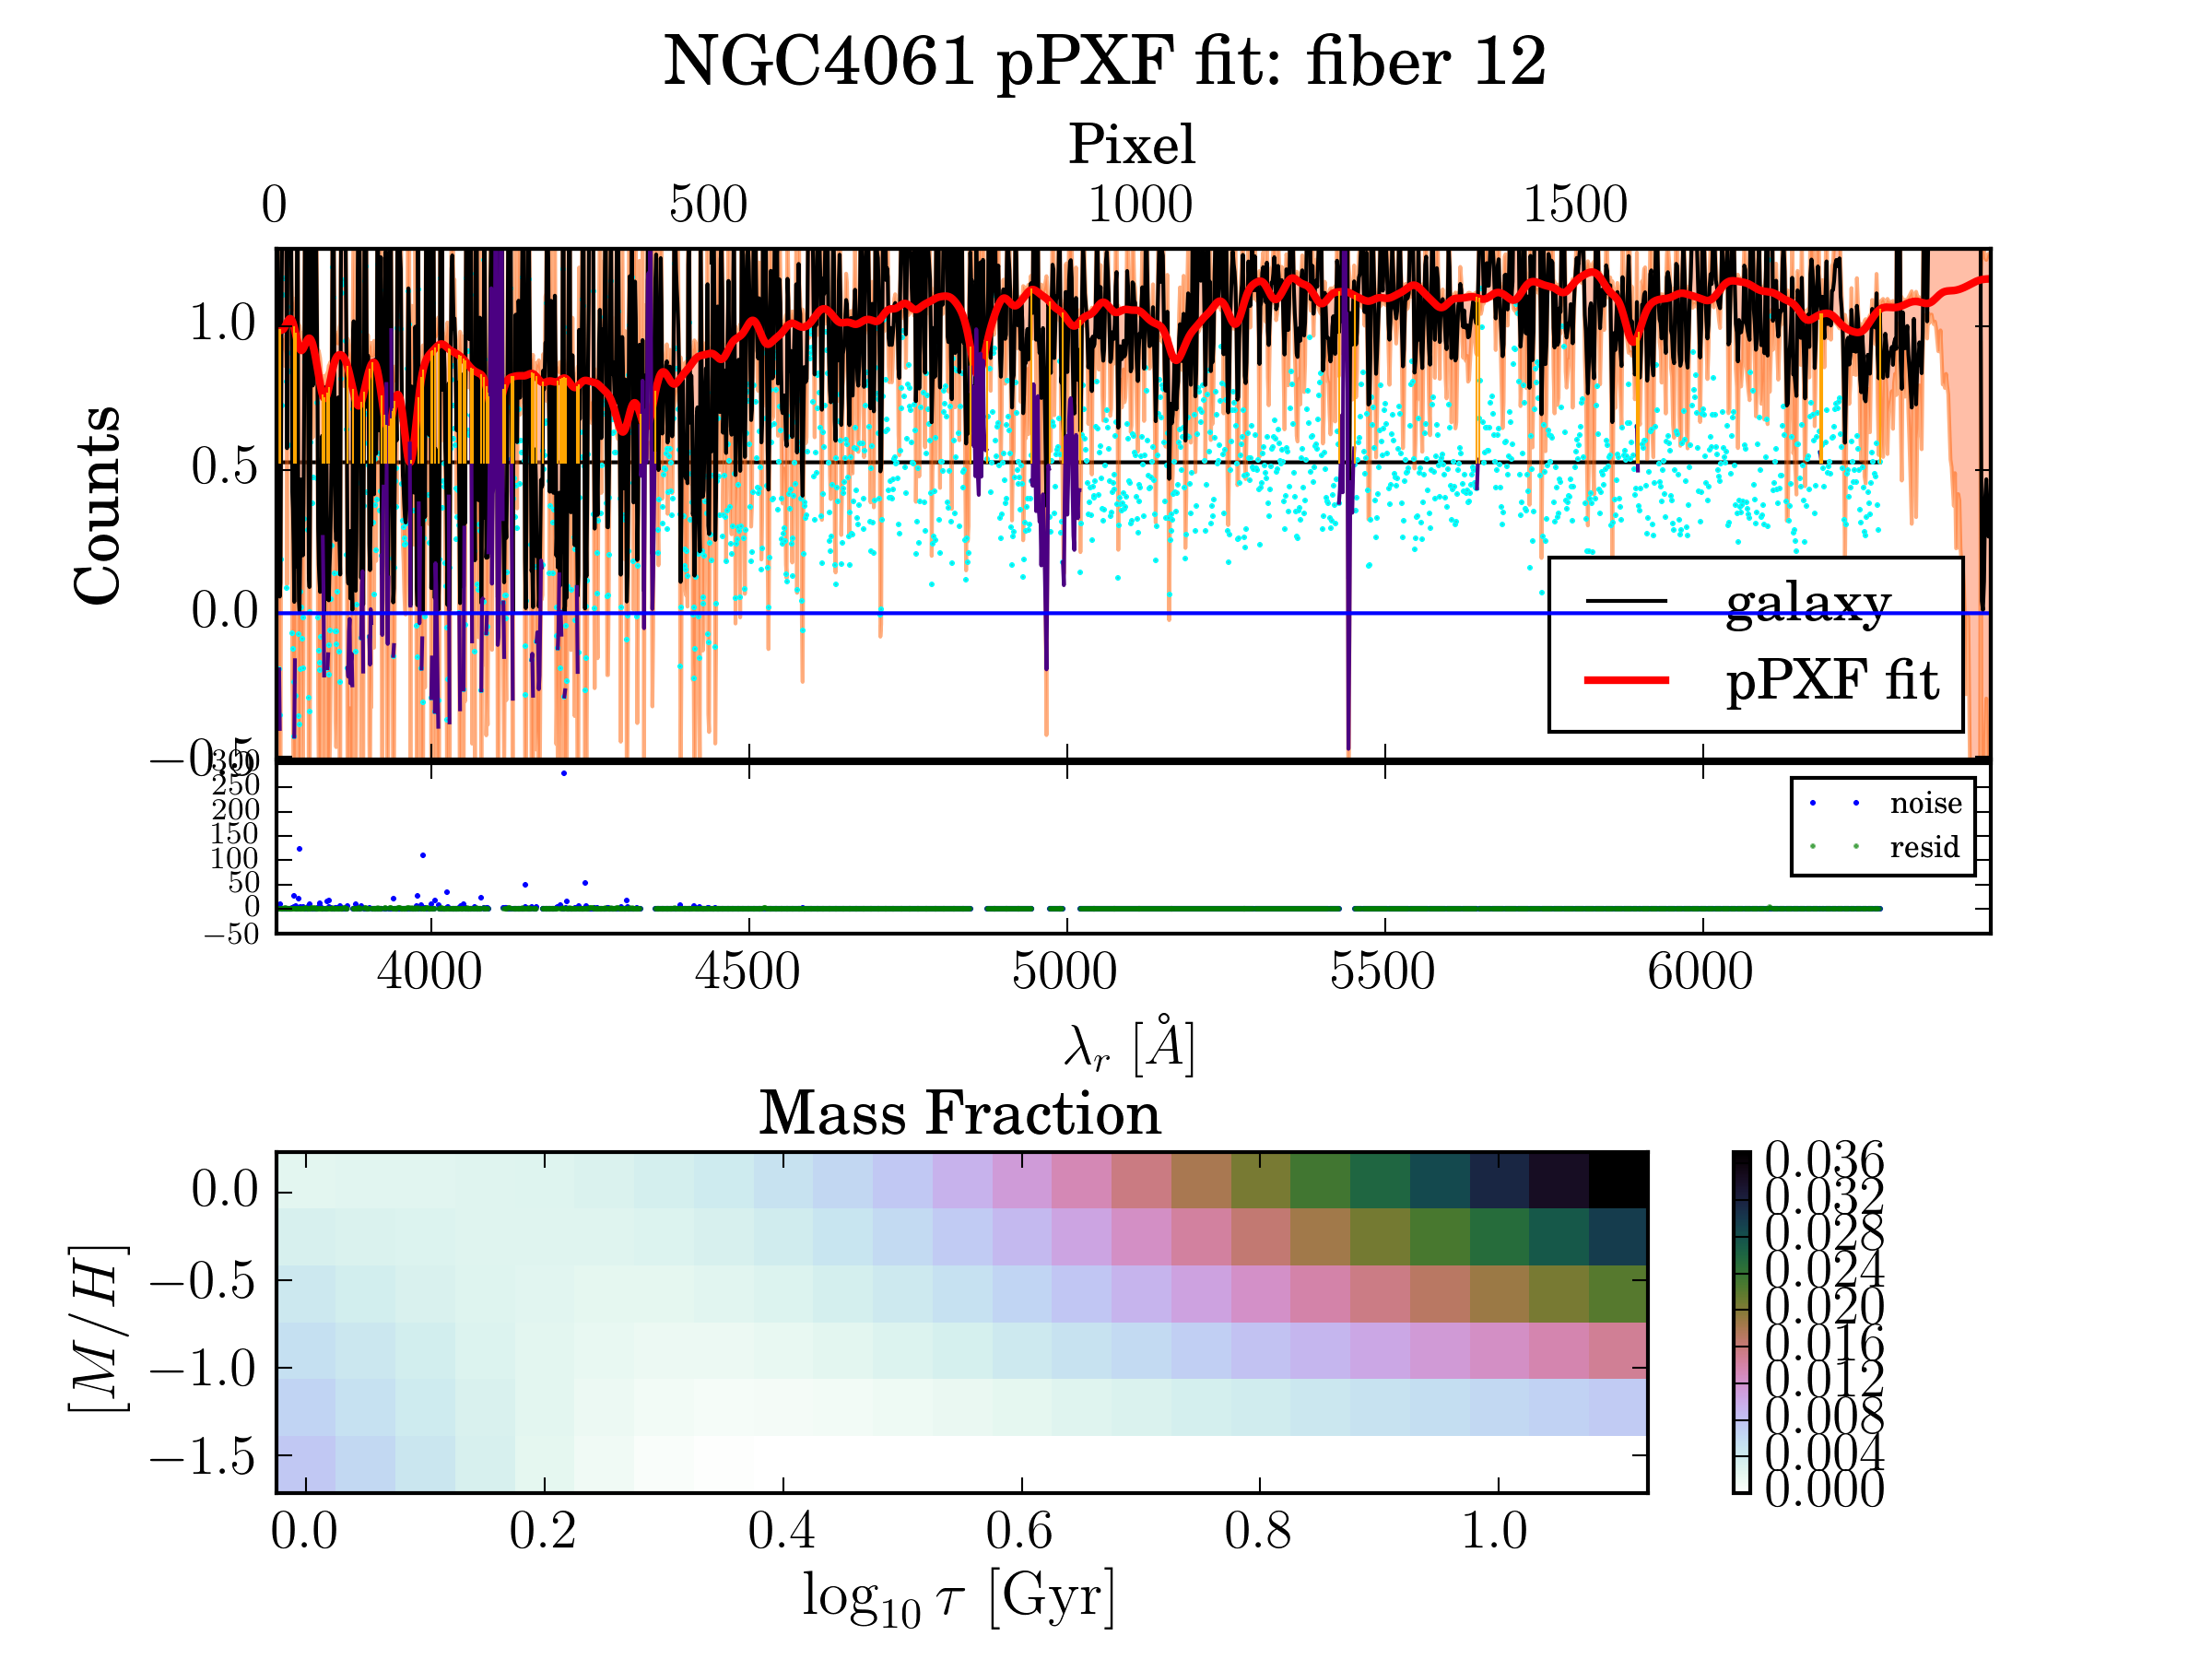 NGC4061 pPXF fit: fiber 12
Pixel
0 500 1000 1500
Counts
1.0
0.5
0.0
−0.5
galaxy
pPXF fit
300
250
200
150
100
50
0
−50
noise
resid
4000 4500 5000 5500 6000
λr [Å]
Mass Fraction
[M/H]
0.0
−0.5
−1.0
−1.5
0.0 0.2 0.4 0.6 0.8 1.0
log10 τ [Gyr]
0.036
0.032
0.028
0.024
0.020
0.016
0.012
0.008
0.004
0.000